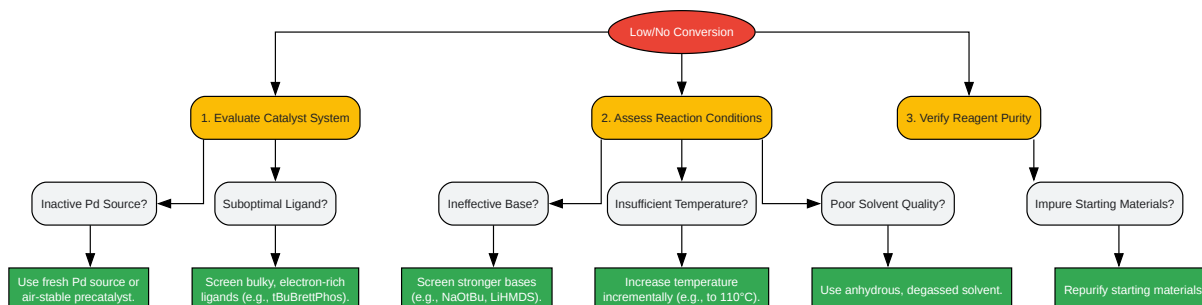 Low/No Conversion
1. Evaluate Catalyst System
2. Assess Reaction Conditions
3. Verify Reagent Purity
Inactive Pd Source?
Suboptimal Ligand?
Ineffective Base?
Insufficient Temperature?
Poor Solvent Quality?
Impure Starting Materials?
Use fresh Pd source or
air-stable precatalyst.
Screen bulky, electron-rich
ligands (e.g., tBuBrettPhos).
Screen stronger bases
(e.g., NaOtBu, LiHMDS).
Increase temperature
incrementally (e.g., to 110°C).
Use anhydrous, degassed solvent.
Repurify starting materials